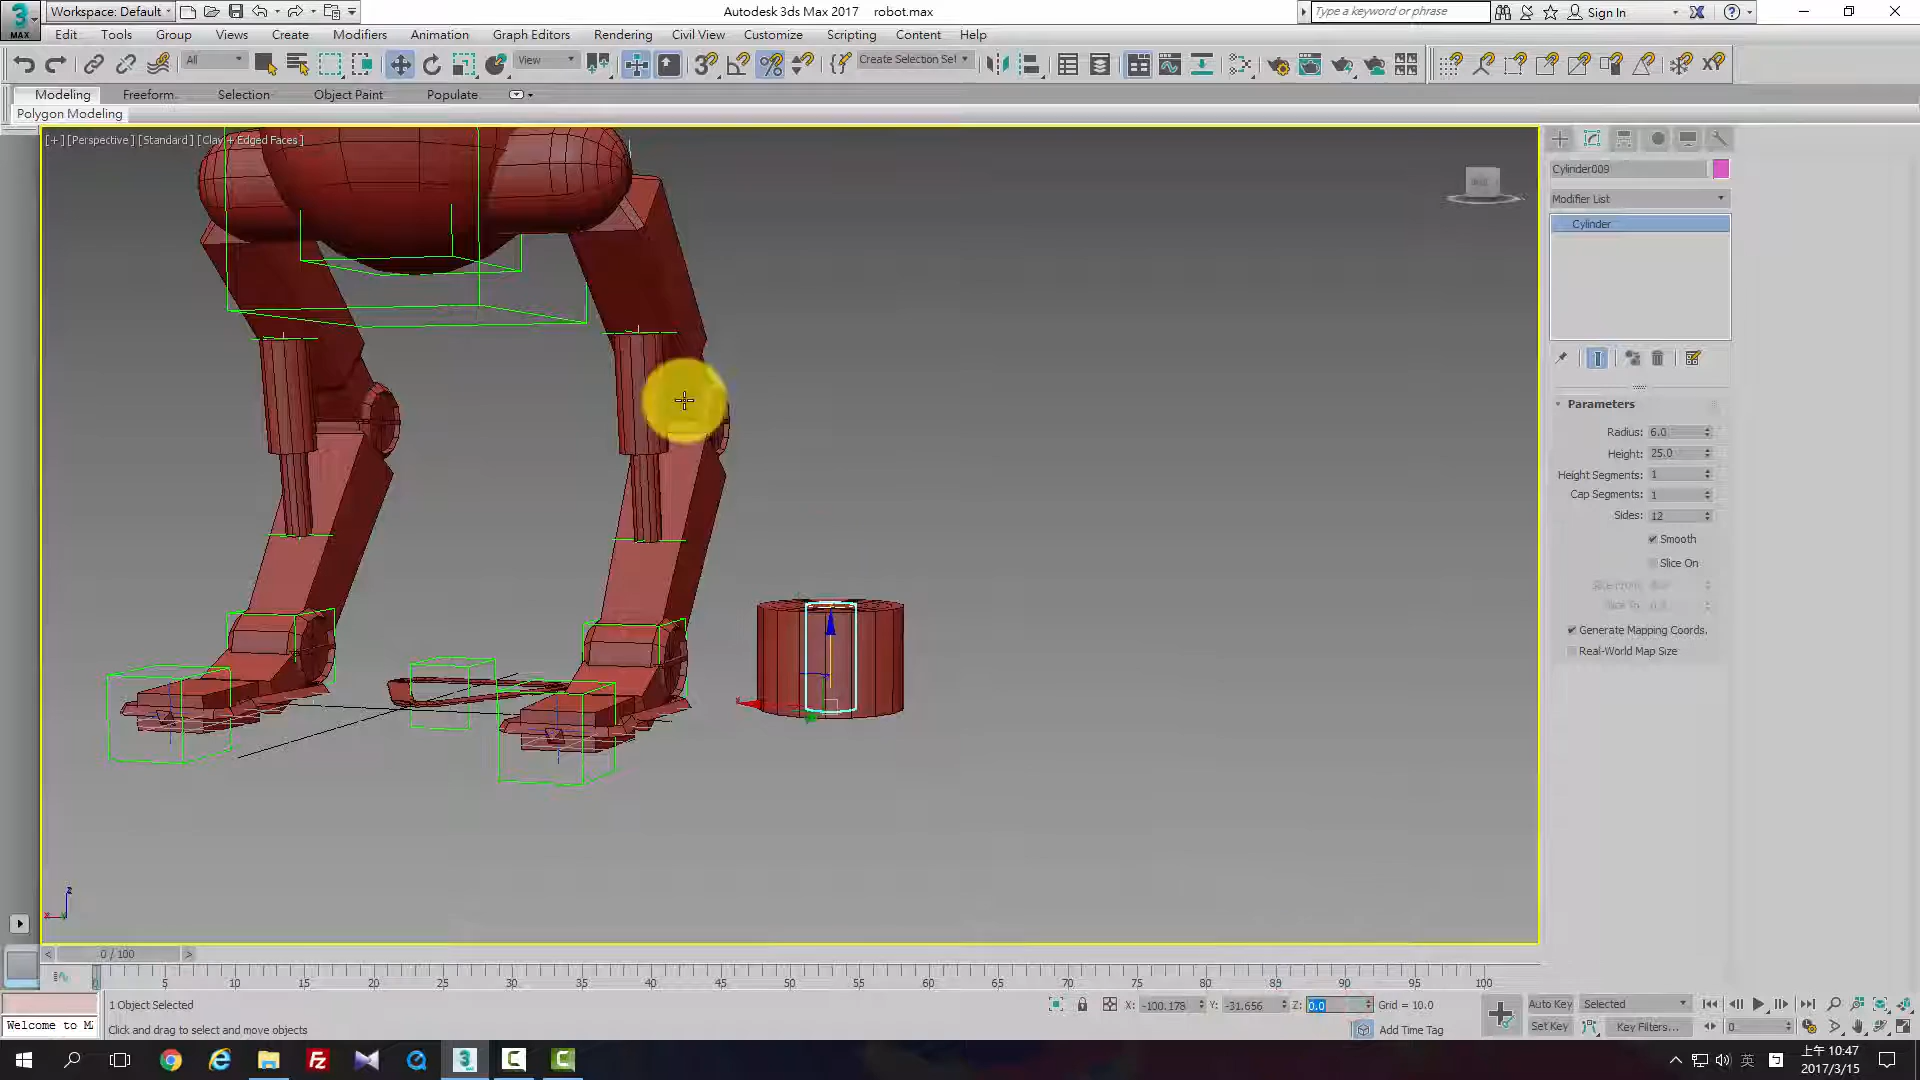 Workspace: Default
Autodesk 3ds Max 2017    robot.max
Type a keyword or phrase
Sign In
MAX
Edit
Tools
Group
Views
Create
Modifiers
Animation
Graph Editors
Rendering
Civil View
Customize
Scripting
Content
Help
All
View
Create Selection Set
Modeling
Freeform
Selection
Object Paint
Populate
Polygon Modeling
[+] [Perspective] [Standard] [Clay + Edged Faces]
Cylinder009
Modifier List
Cylinder
Parameters
Radius: 6.0
Height: 25.0
Height Segments: 1
Cap Segments: 1
Sides: 12
Smooth
Slice On
Generate Mapping Coords.
Real-World Map Size
0 / 100
5 10 15 20 25 30 35 40 45 50 55 60 65 70 75 80 85 90 95 100
1 Object Selected
X: -100.178 Y: -31.656 Z: 0.0 Grid = 10.0
Auto Key
Selected
Welcome to M
Click and drag to select and move objects
Add Time Tag
Set Key
Key Filters...
0
英
上午 10:47
2017/3/15